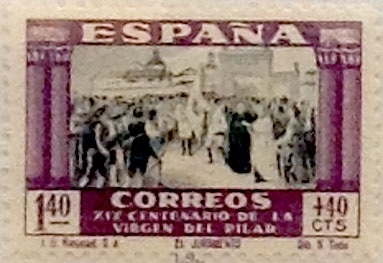 ESPAÑA
CORREOS
1'40 XIX CENTENARIO DE LA +40
VIRGEN DEL PILAR CTS
EL JURAMENTO